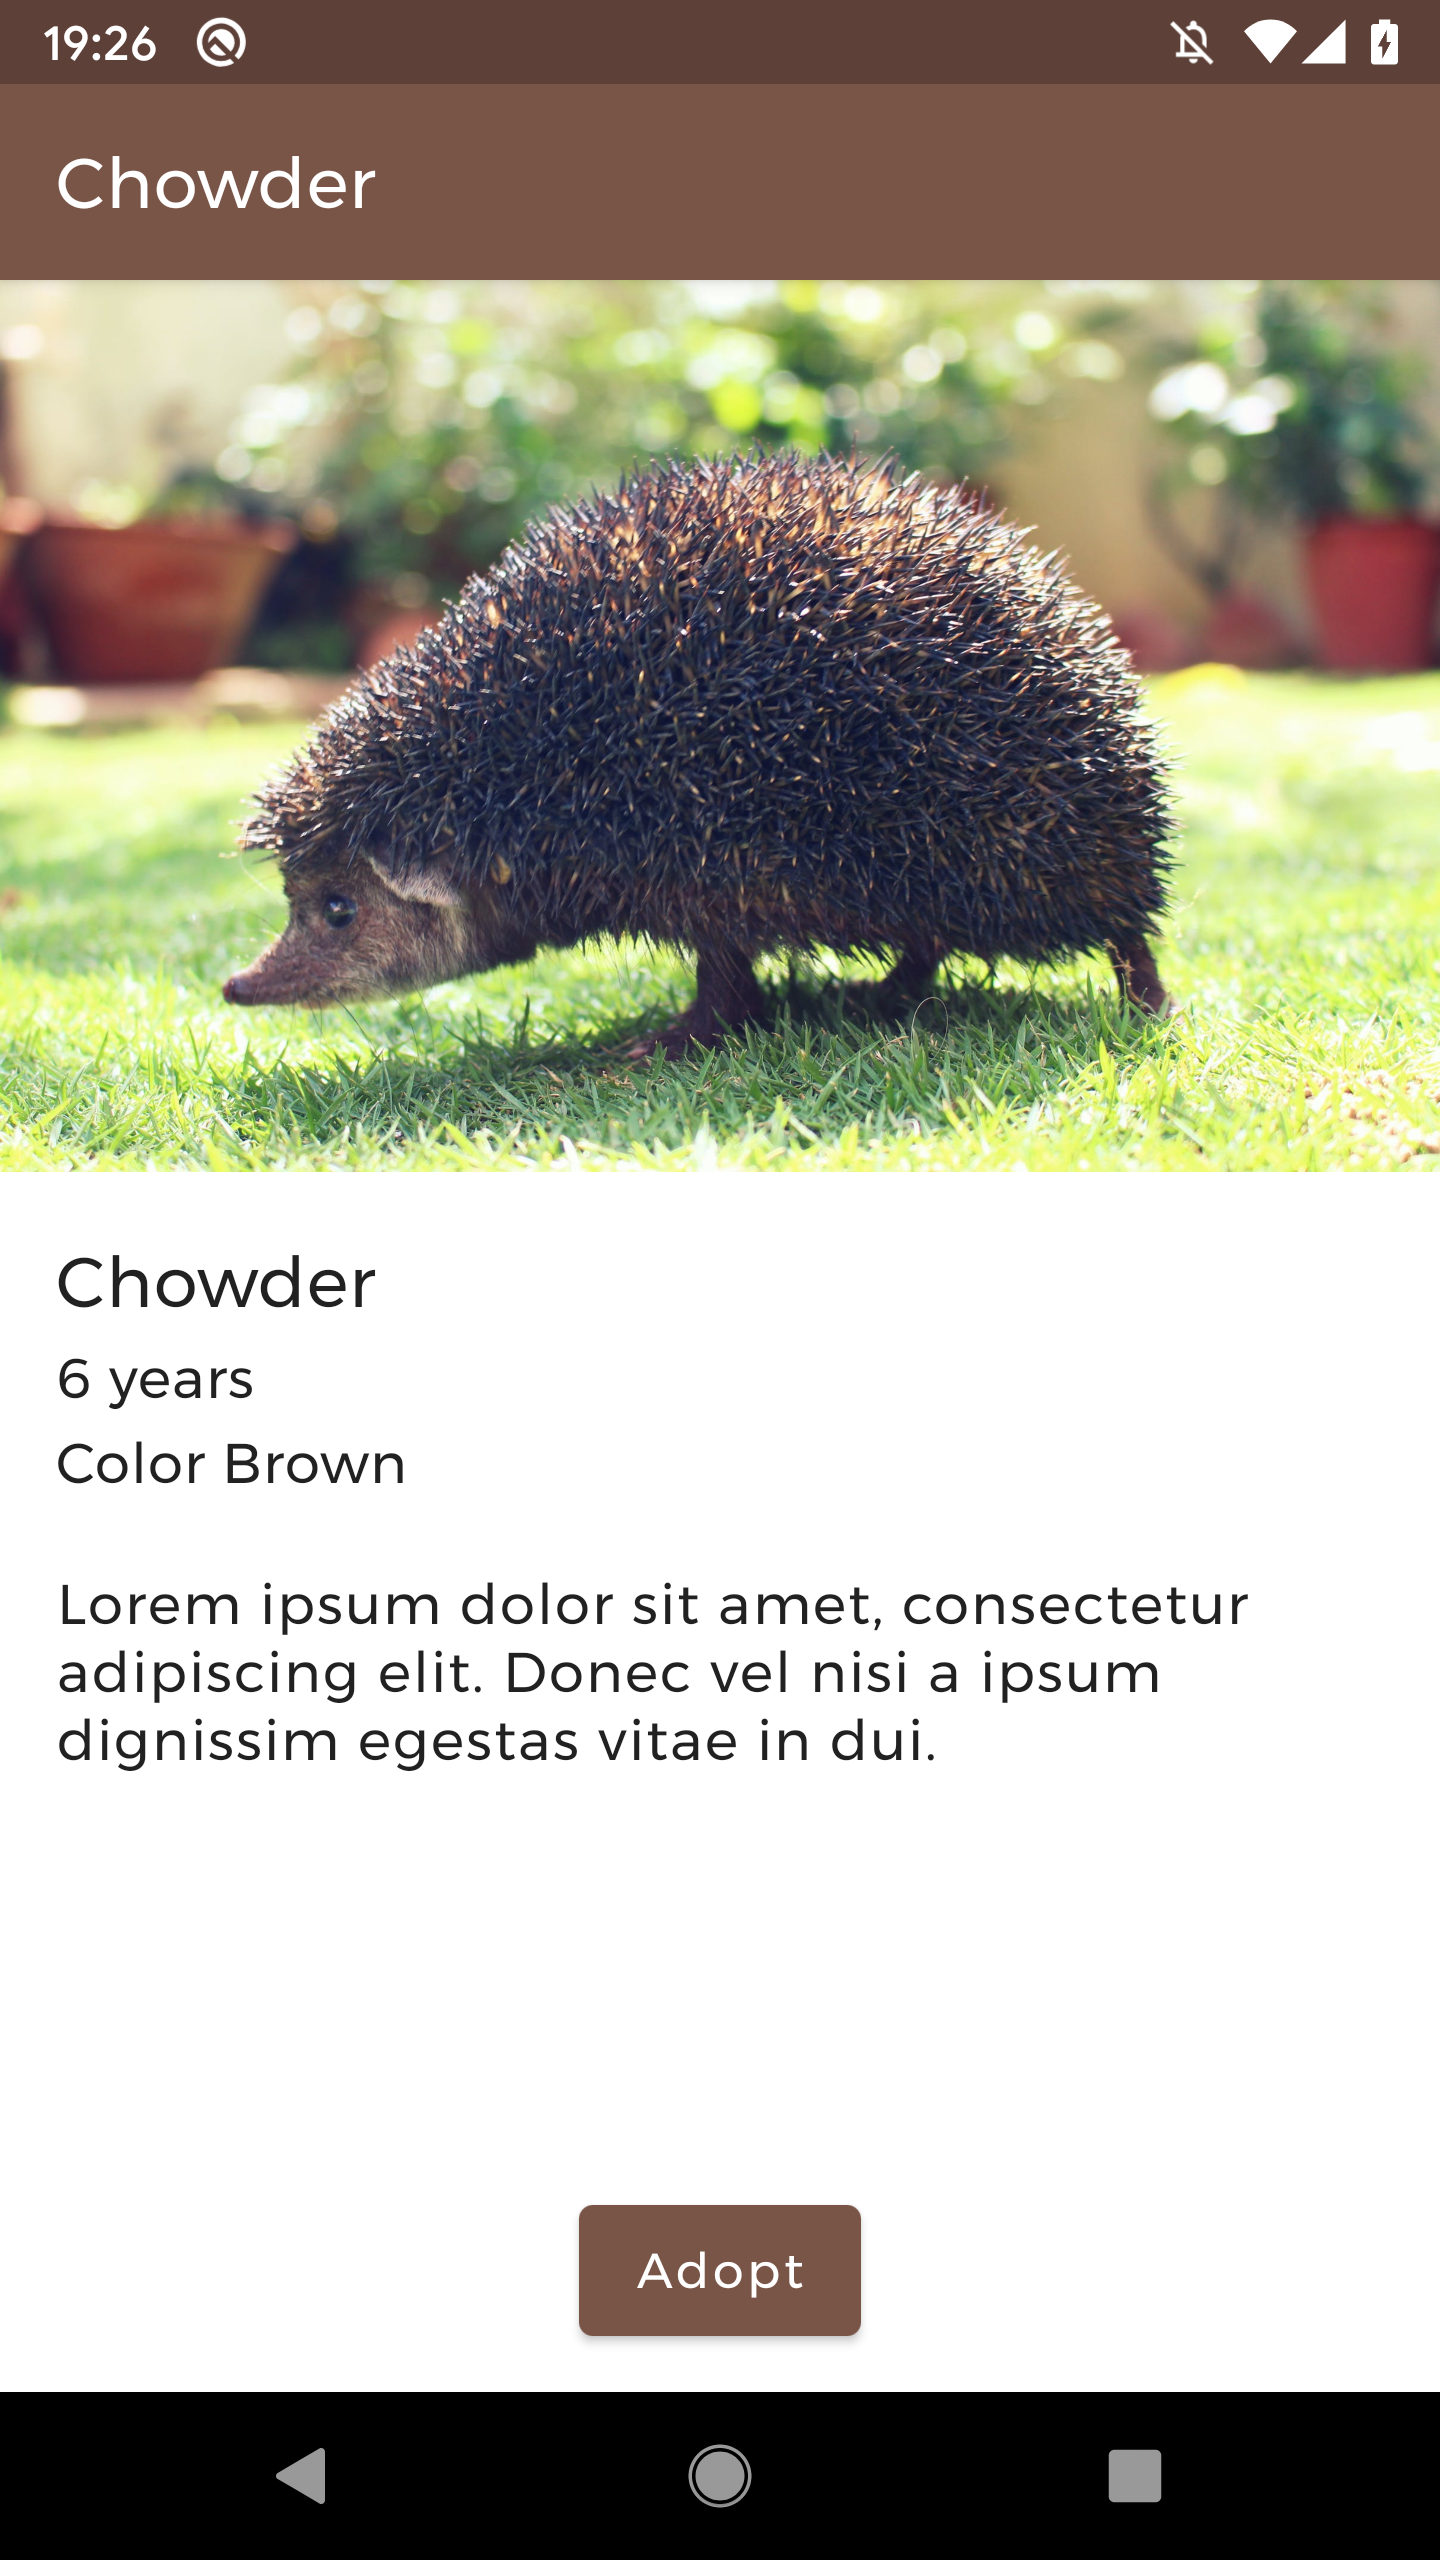 19:26
Chowder
Chowder
6 years
Color Brown
Lorem ipsum dolor sit amet, consectetur
adipiscing elit. Donec vel nisi a ipsum
dignissim egestas vitae in dui.
Adopt